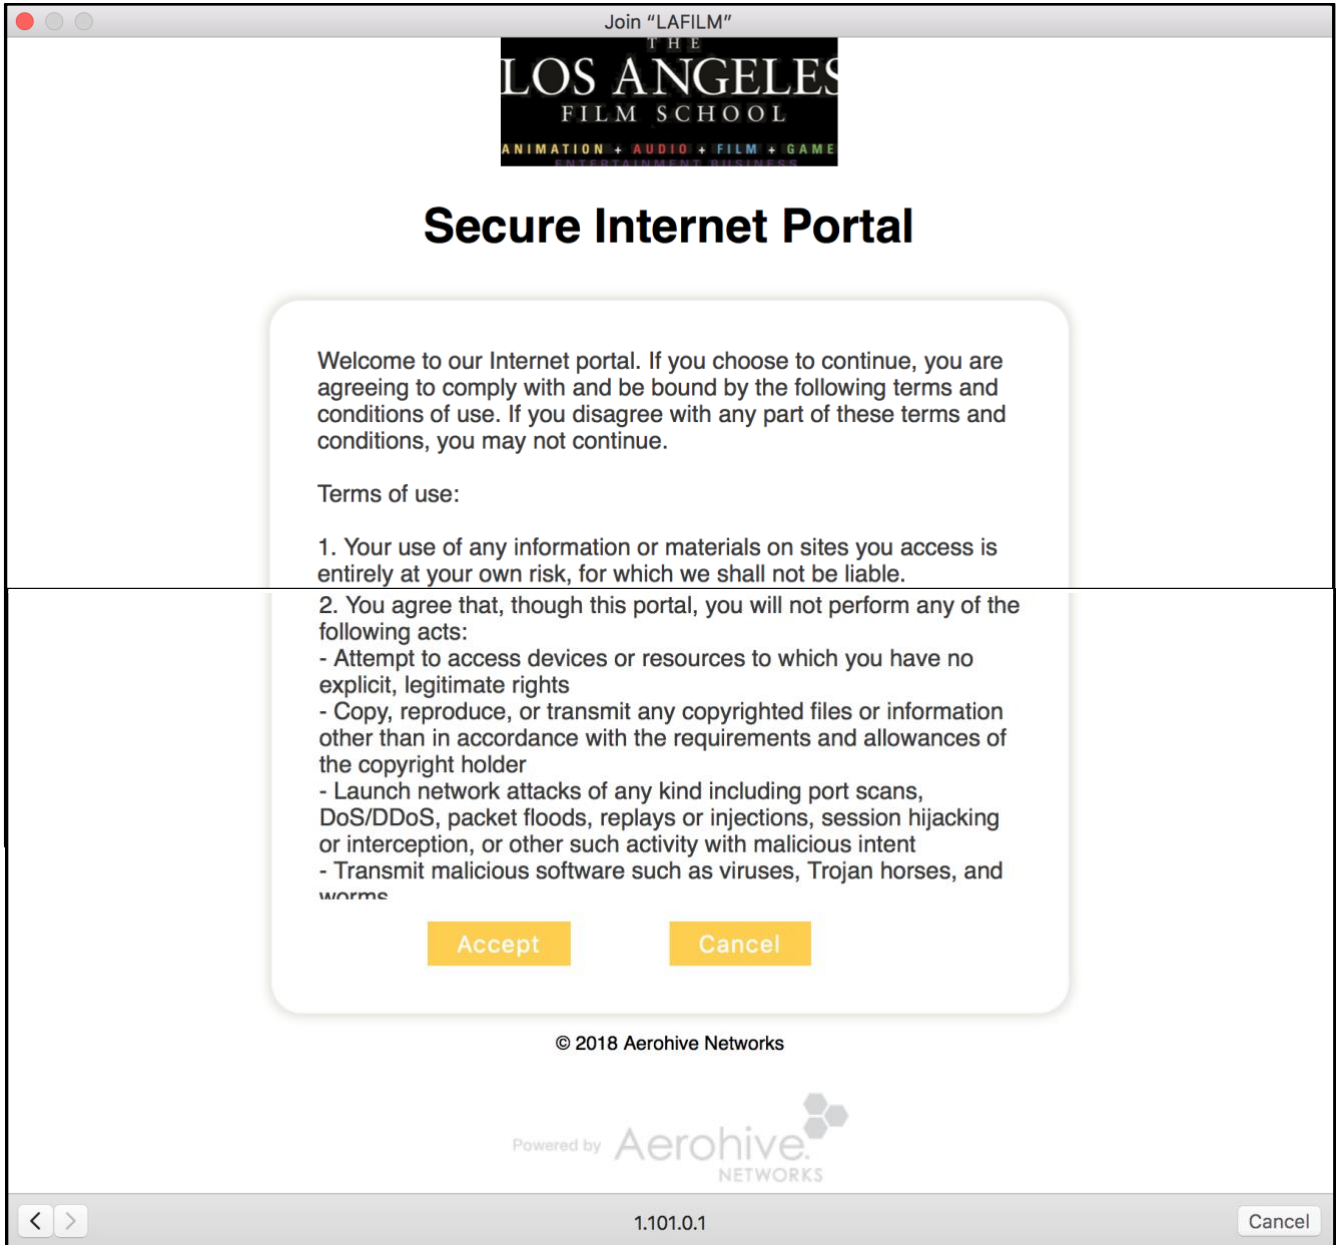 Join “LAFILM”
THE
LOS ANGELES
FILM SCHOOL
ANIMATION + AUDIO + FILM + GAME
ENTERTAINMENT BUSINESS
Secure Internet Portal
Welcome to our Internet portal. If you choose to continue, you are
agreeing to comply with and be bound by the following terms and
conditions of use. If you disagree with any part of these terms and
conditions, you may not continue.
Terms of use:
1. Your use of any information or materials on sites you access is
entirely at your own risk, for which we shall not be liable.
2. You agree that, though this portal, you will not perform any of the
following acts:
- Attempt to access devices or resources to which you have no
explicit, legitimate rights
- Copy, reproduce, or transmit any copyrighted files or information
other than in accordance with the requirements and allowances of
the copyright holder
- Launch network attacks of any kind including port scans,
DoS/DDoS, packet floods, replays or injections, session hijacking
or interception, or other such activity with malicious intent
- Transmit malicious software such as viruses, Trojan horses, and
worms
Accept Cancel
© 2018 Aerohive Networks
Powered by Aerohive.
NETWORKS
1.101.0.1 Cancel